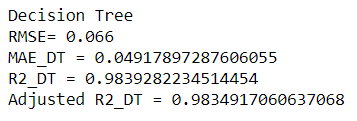 Decision Tree
RMSE= 0.066
MAE_DT = 0.04917897287606055
R2_DT = 0.9839282234514454
Adjusted R2_DT = 0.9834917060637068